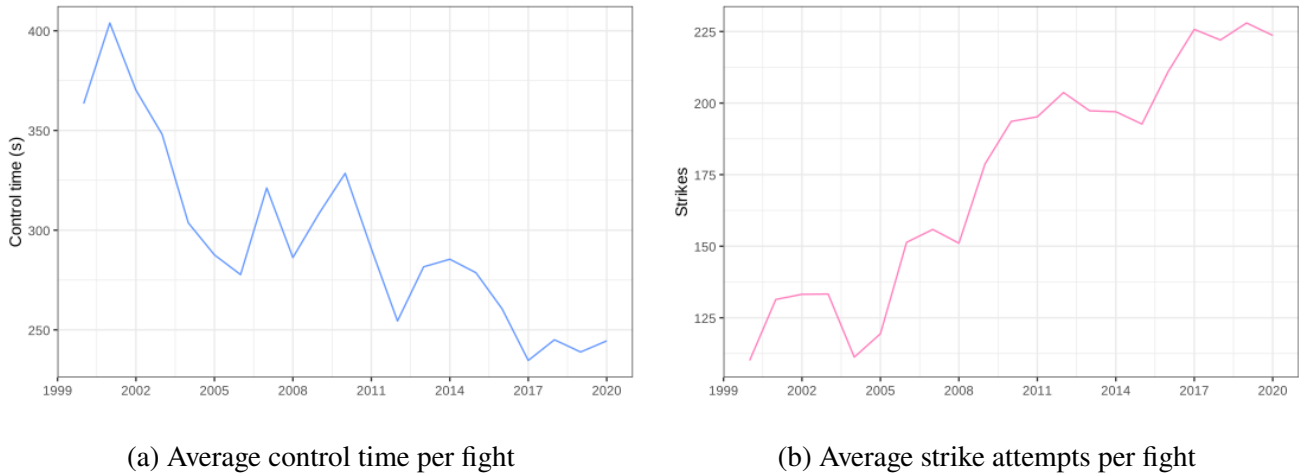 400
350
300
250
Control time (s)
1999 2002 2005 2008 2011 2014 2017 2020
(a) Average control time per fight
225
200
175
150
125
Strikes
1999 2002 2005 2008 2011 2014 2017 2020
(b) Average strike attempts per fight